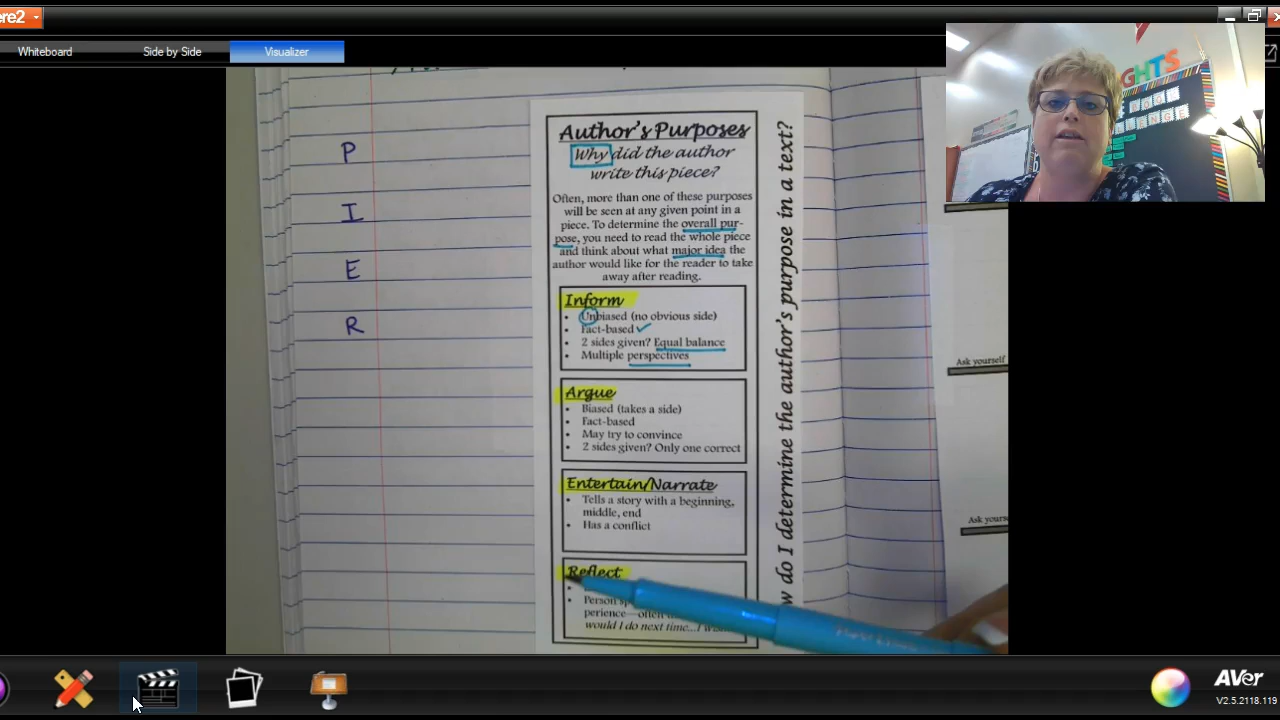 ere2
Whiteboard
Side by Side
Visualizer
GHTS
P
I
E
R
Author's Purposes
Why did the author
write this piece?
Often, more than one of these purposes
will be seen at any given point in a
piece. To determine the overall pur-
pose, you need to read the whole piece
and think about what major idea the
author would like for the reader to take
away after reading.
Inform
• Unbiased (no obvious side)
• Fact-based ✓
• 2 sides given? Equal balance
• Multiple perspectives
Argue
• Biased (takes a side)
• Fact-based
• May try to convince
• 2 sides given? Only one correct
Entertain/Narrate
• Tells a story with a beginning,
middle, end
• Has a conflict
Reflect
• Person
perience
would I do next time...I
w do I determine the author's purpose in a text?
Ask yourself
Ask yourse
AVer
V2.5.2118.119